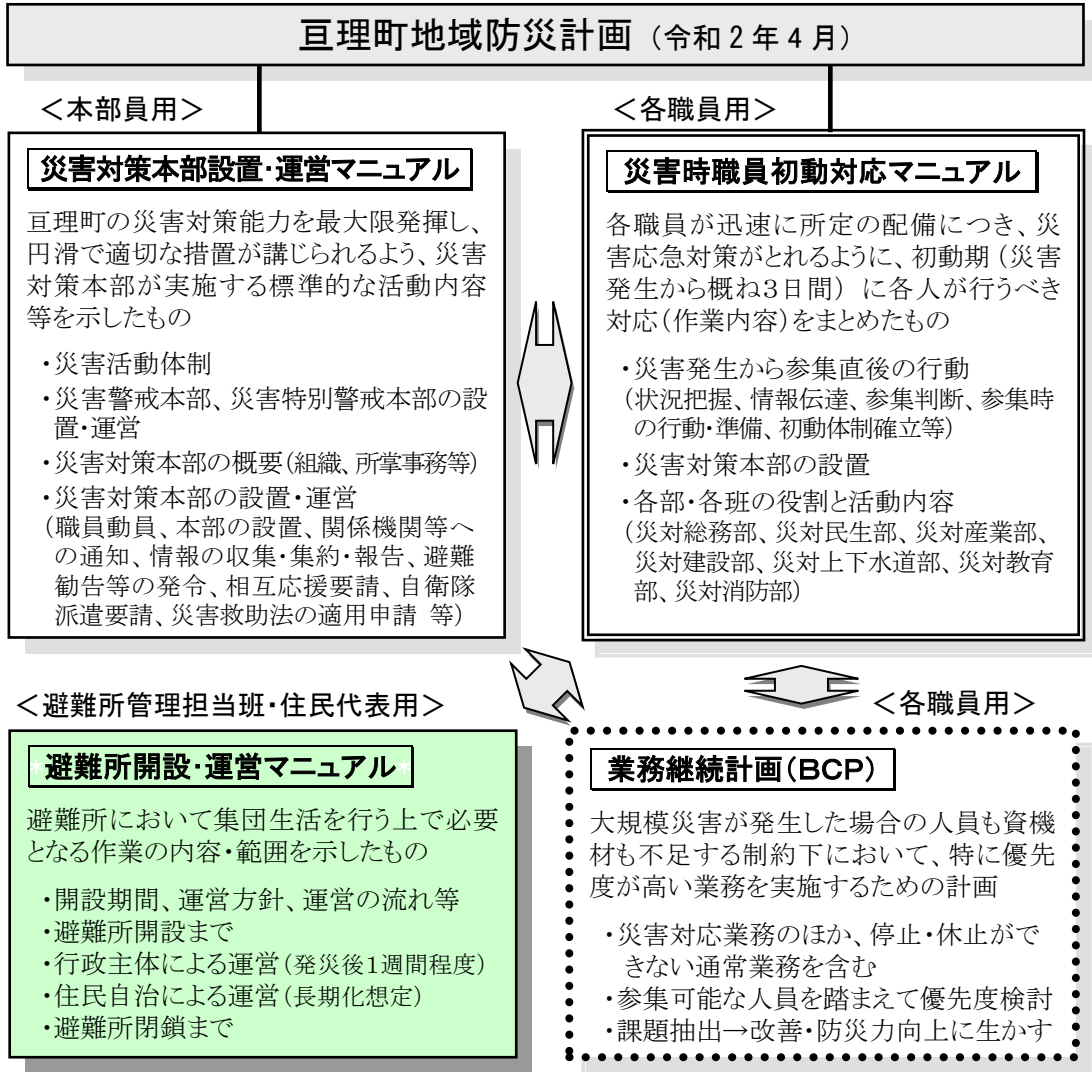 亘理町地域防災計画（令和2年4月）
＜本部員用＞
災害対策本部設置・運営マニュアル
亘理町の災害対策能力を最大限発揮し、
円滑で適切な措置が講じられるよう、災害
対策本部が実施する標準的な活動内容
等を示したもの
・災害活動体制
・災害警戒本部、災害特別警戒本部の設
置・運営
・災害対策本部の概要（組織、所掌事務等）
・災害対策本部の設置・運営
（職員動員、本部の設置、関係機関等へ
の通知、情報の収集・集約・報告、避難
勧告等の発令、相互応援要請、自衛隊
派遣要請、災害救助法の適用申請 等）
＜各職員用＞
災害時職員初動対応マニュアル
各職員が迅速に所定の配備につき、災
害応急対策がとれるように、初動期（災害
発生から概ね3日間）に各人が行うべき
対応（作業内容）をまとめたもの
・災害発生から参集直後の行動
（状況把握、情報伝達、参集判断、参集時
の行動・準備、初動体制確立等）
・災害対策本部の設置
・各部・各班の役割と活動内容
（災対総務部、災対民生部、災対産業部、
災対建設部、災対上下水道部、災対教育
部、災対消防部）
＜避難所管理担当班・住民代表用＞
*避難所開設・運営マニュアル*
避難所において集団生活を行う上で必要
となる作業の内容・範囲を示したもの
・開設期間、運営方針、運営の流れ等
・避難所開設まで
・行政主体による運営（発災後1週間程度）
・住民自治による運営（長期化想定）
・避難所閉鎖まで
＜各職員用＞
業務継続計画（ＢＣＰ）
大規模災害が発生した場合の人員も資機
材も不足する制約下において、特に優先
度が高い業務を実施するための計画
・災害対応業務のほか、停止・休止がで
きない通常業務を含む
・参集可能な人員を踏まえて優先度検討
・課題抽出→改善・防災力向上に生かす